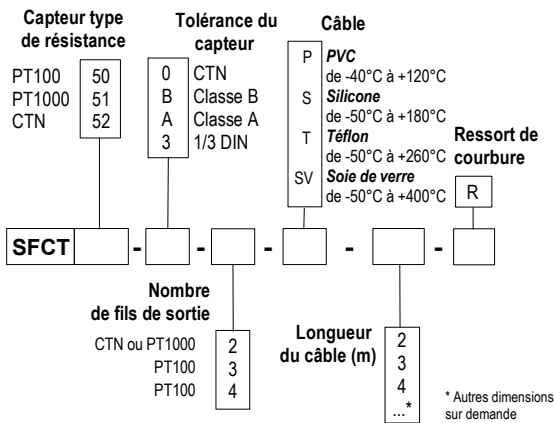 Capteur type
de résistance
PT100 50
PT1000 51
CTN 52
Tolérance du
capteur
0 CTN
B Classe B
A Classe A
3 1/3 DIN
Câble
P PVC
de -40°C à +120°C
S Silicone
de -50°C à +180°C
T Téflon
de -50°C à +260°C
SV Soie de verre
de -50°C à +400°C
Ressort de
courbure
R
SFCT - - - - -
Nombre
de fils de sortie
CTN ou PT1000 2
PT100 3
PT100 4
Longueur
du câble (m)
2
3
4
...*
* Autres dimensions
sur demande